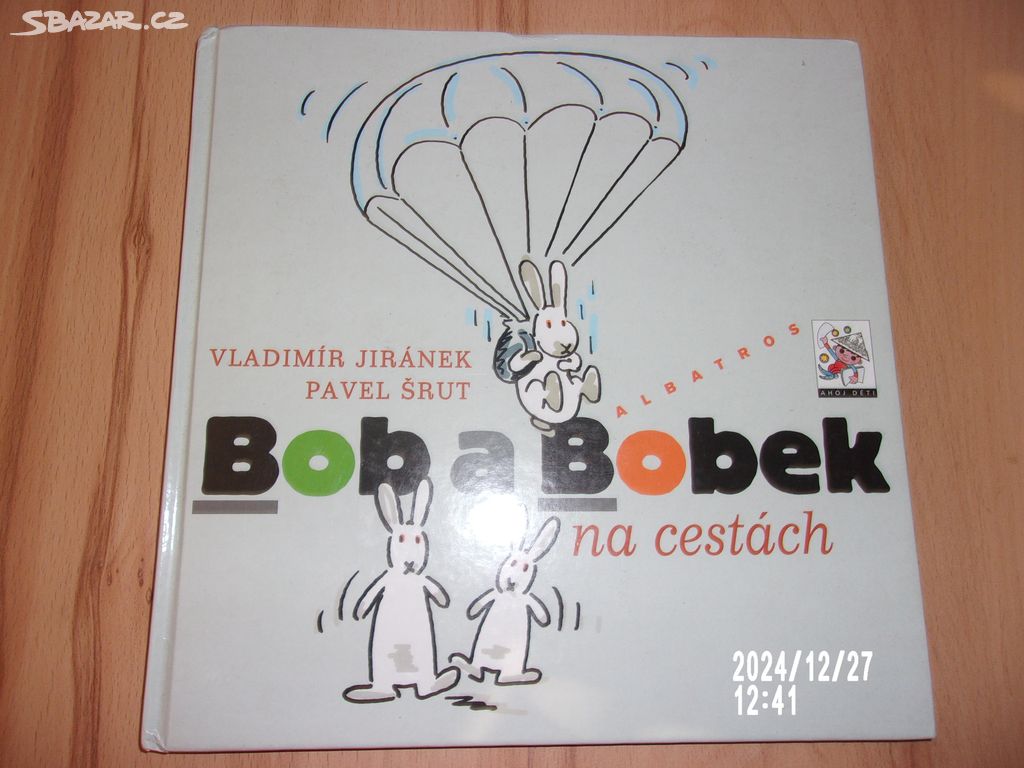 SBAZAR.CZ
VLADIMÍR JIRÁNEK
PAVEL ŠRUT
ALBATROS
AHOJ DĚTI
Bob a Bobek
na cestách
2024/12/27
12:41